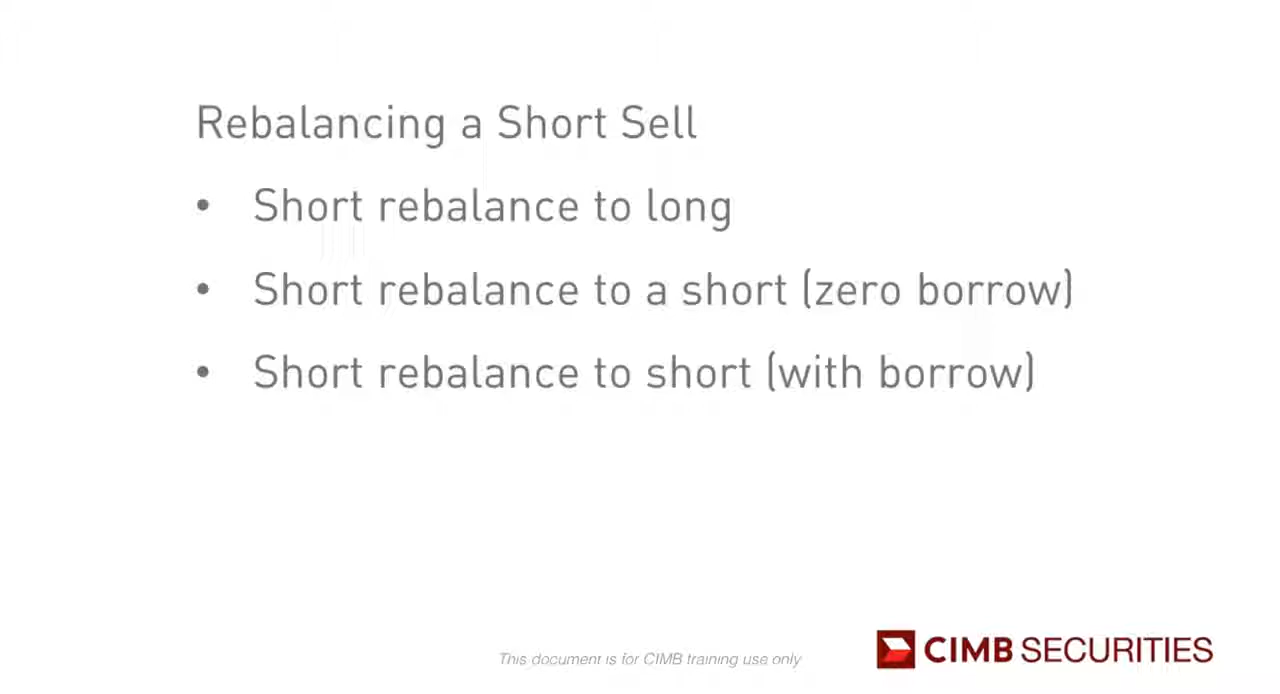 Rebalancing a Short Sell
• Short rebalance to long
• Short rebalance to a short (zero borrow)
• Short rebalance to short (with borrow)
This document is for CIMB training use only
CIMB SECURITIES